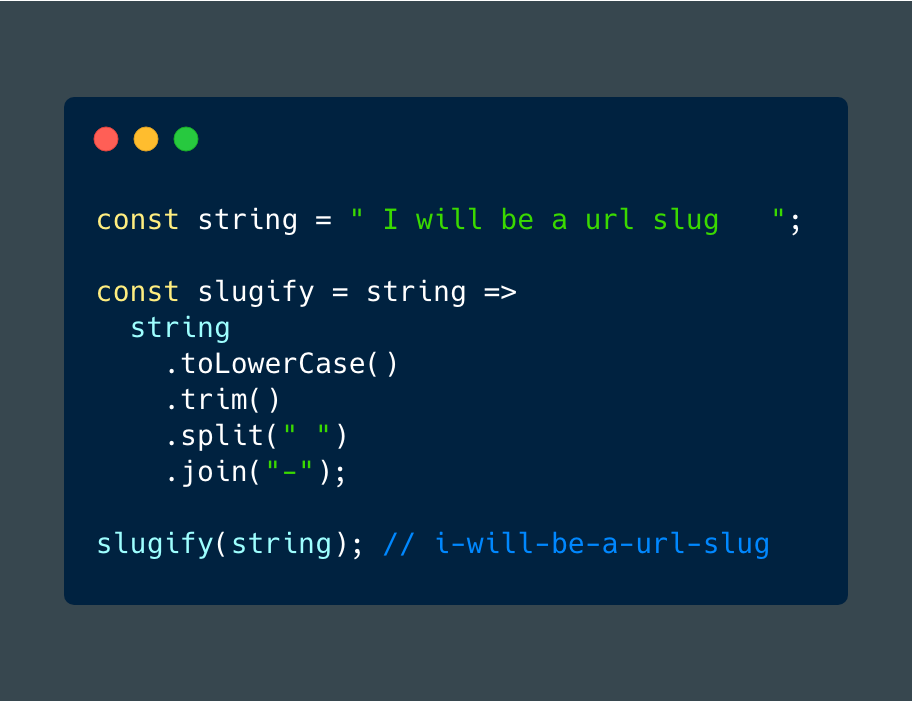 const string = " I will be a url slug   ";
const slugify = string =>
  string
    .toLowerCase()
    .trim()
    .split(" ")
    .join("-");
slugify(string); // i-will-be-a-url-slug